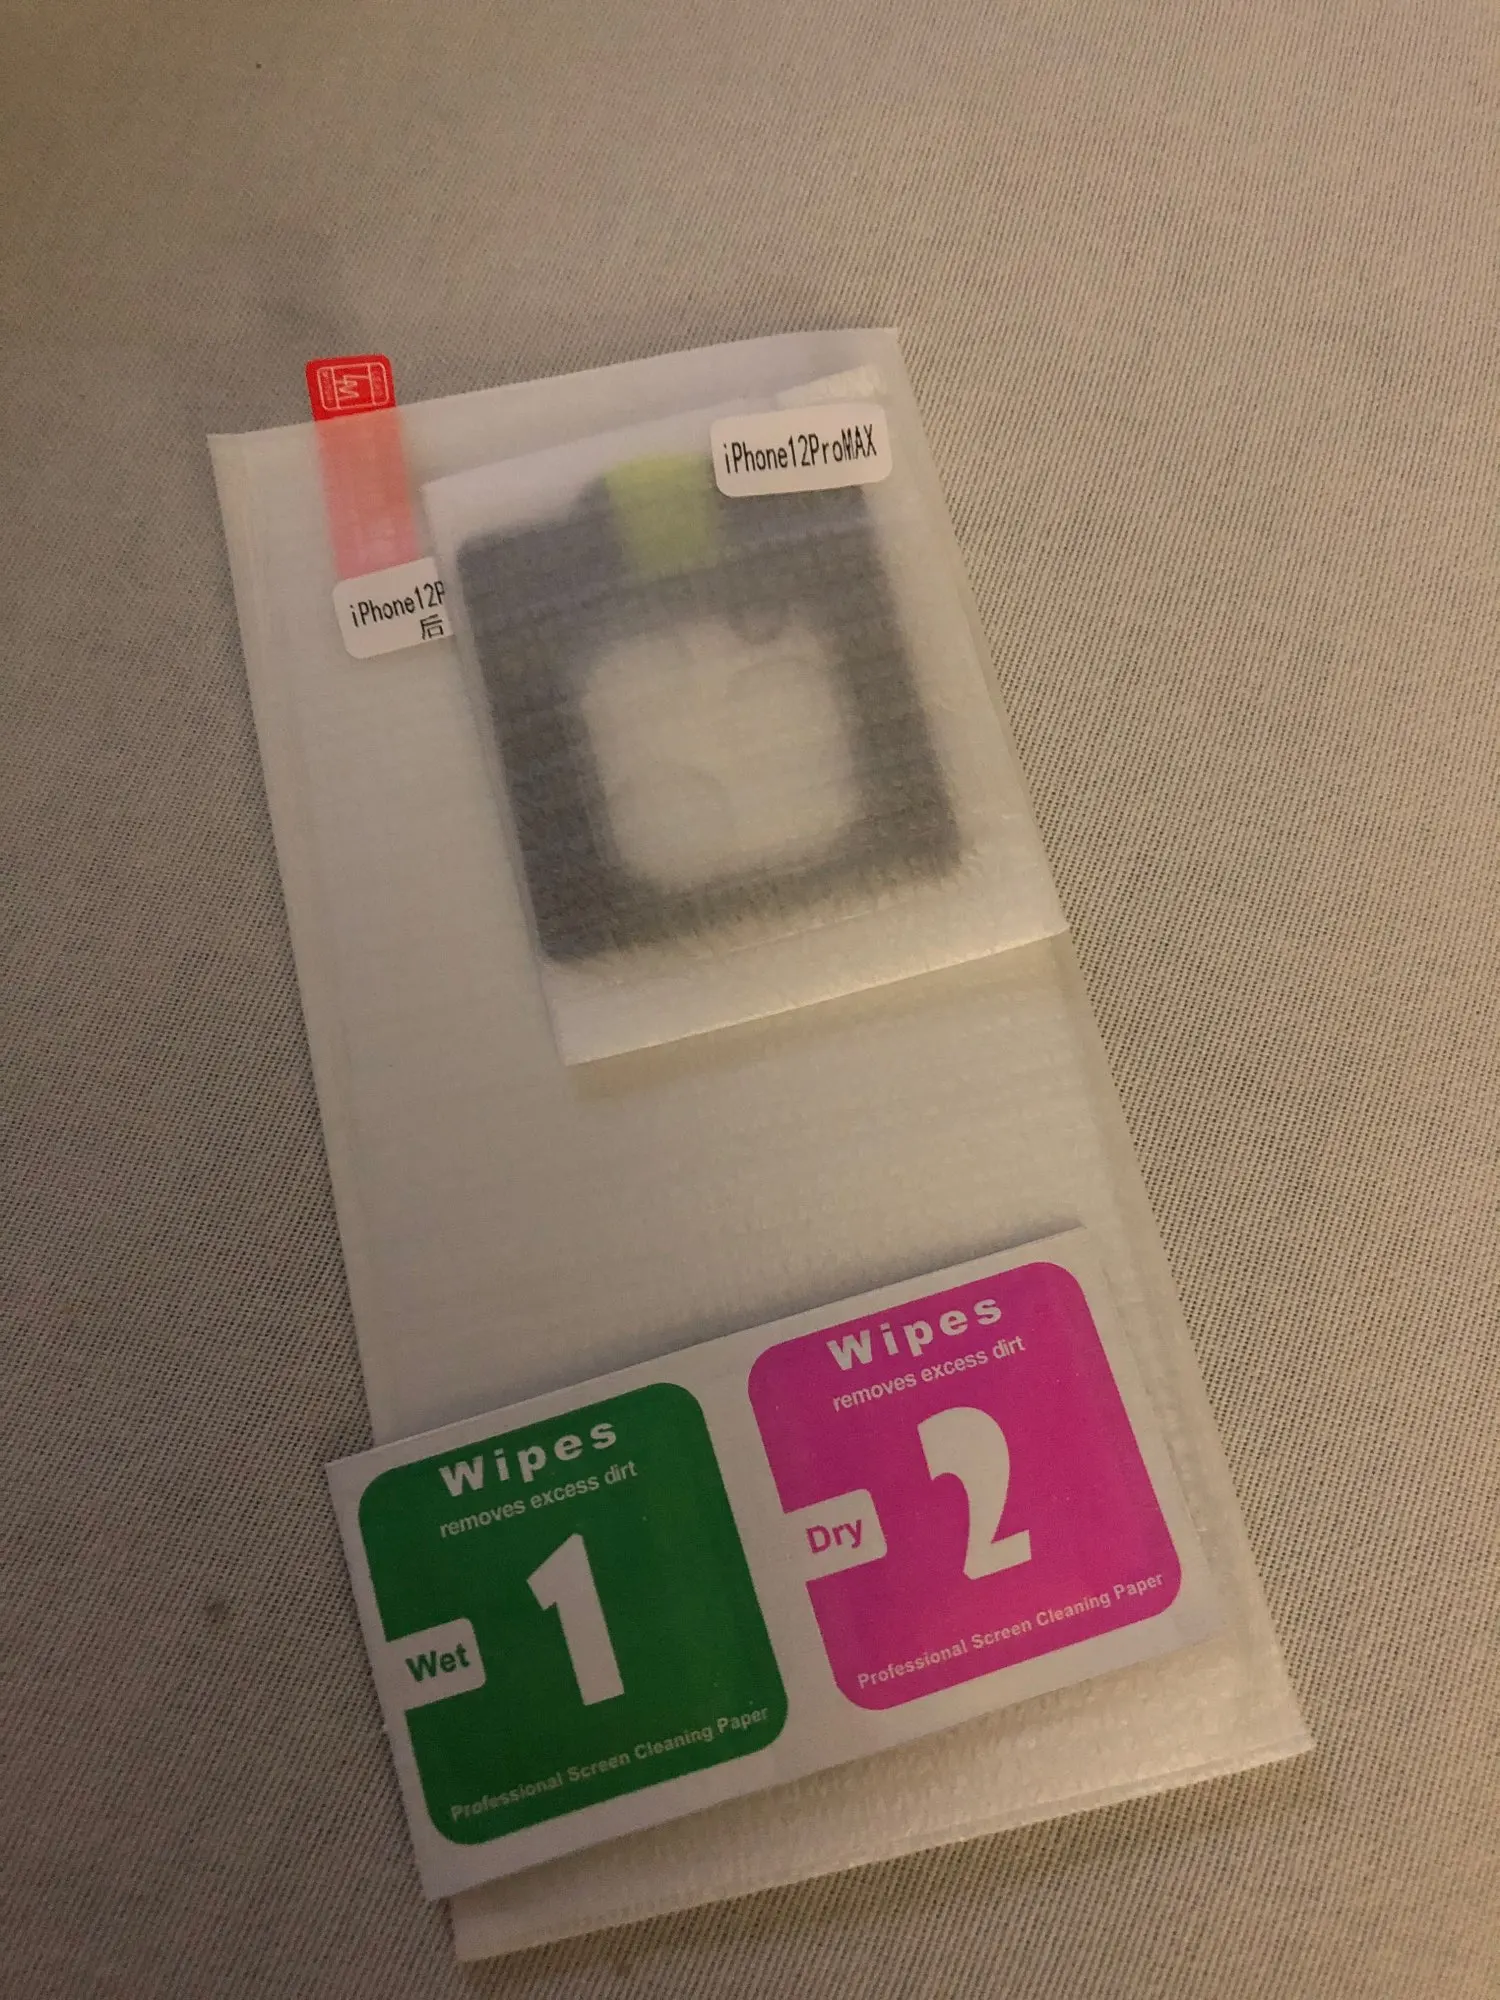 iPhone12ProMAX
iPhone12P
后
Wipes
removes excess dirt
1
Wet
Professional Screen Cleaning Paper
Wipes
removes excess dirt
2
Dry
Professional Screen Cleaning Paper